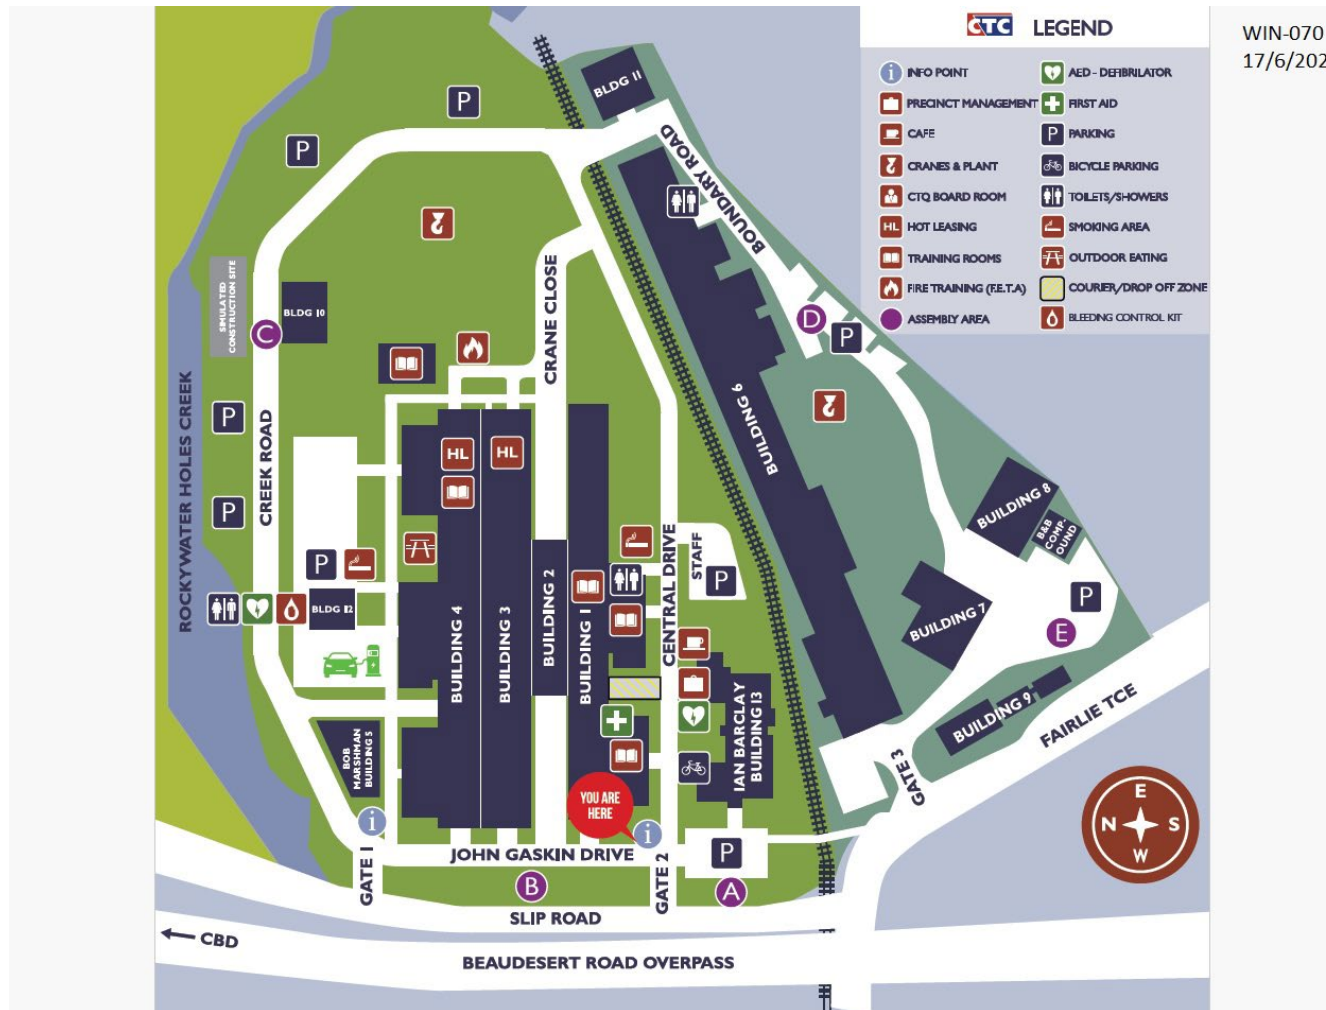 WIN-070
17/6/202
CTC LEGEND
i INFO POINT
PRECINCT MANAGEMENT
CAFE
CRANES & PLANT
CTQ BOARD ROOM
HL HOT LEASING
TRAINING ROOMS
FIRE TRAINING (F.E.T.A)
ASSEMBLY AREA
AED - DEFIBRILATOR
FIRST AID
P PARKING
BICYCLE PARKING
TOILETS/SHOWERS
SMOKING AREA
OUTDOOR EATING
COURIER/DROP OFF ZONE
BLEEDING CONTROL KIT
BLDG 11
P
P
BOUNDARY ROAD
SIMULATED
CONSTRUCTION SITE
BLDG 10
C
CRANE CLOSE
D
P
ROCKYWATER HOLES CREEK
CREEK ROAD
P
P
HL
HL
BUILDING 6
P
BLDG 12
BUILDING 4
BUILDING 3
BUILDING 2
BUILDING 1
CENTRAL DRIVE
STAFF
P
BUILDING 8
B&B
COMP-
OUND
P
BUILDING 7
E
BUILDING 9
FAIRLIE TCE
GATE 3
BOB
MARSHMAN
BUILDING 5
IAN BARCLAY
BUILDING 13
YOU ARE
HERE
i
i
JOHN GASKIN DRIVE
P
GATE 1
B
GATE 2
A
SLIP ROAD
CBD
BEAUDESERT ROAD OVERPASS
E
N S
W